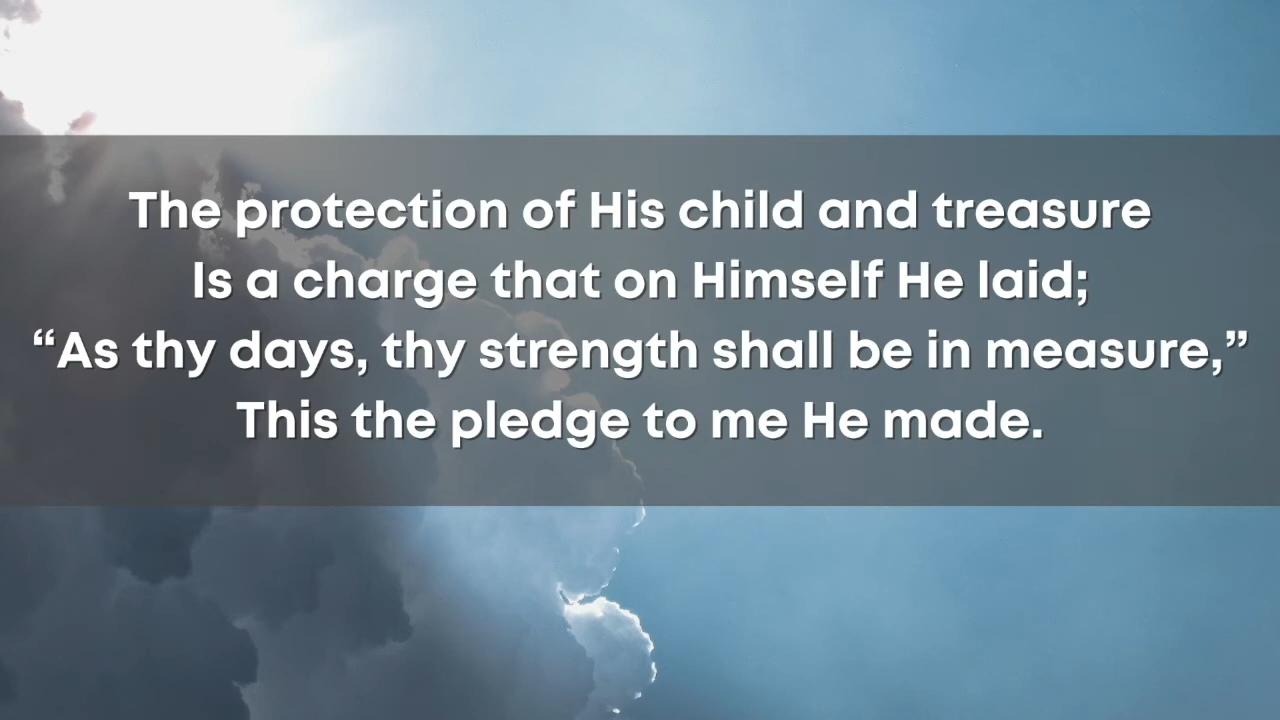 The protection of His child and treasure
Is a charge that on Himself He laid;
“As thy days, thy strength shall be in measure,”
This the pledge to me He made.